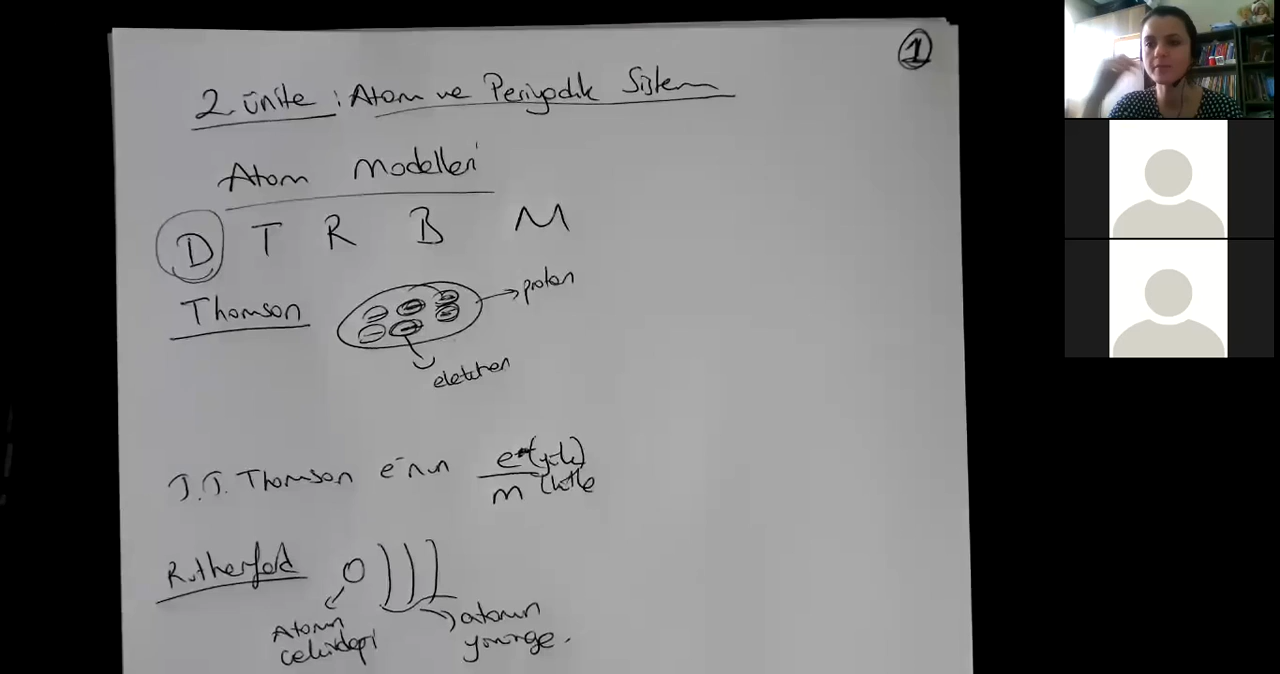 1
2. Ünite : Atom ve Periyodik Sistem
Atom Modelleri
D T R B M
Thomson
proton
elektron
J.J. Thomson e⁻nun e⁻(yük)
m (kütle
Rutherford
Atomun
çekirdeği
atomun
yörünge.